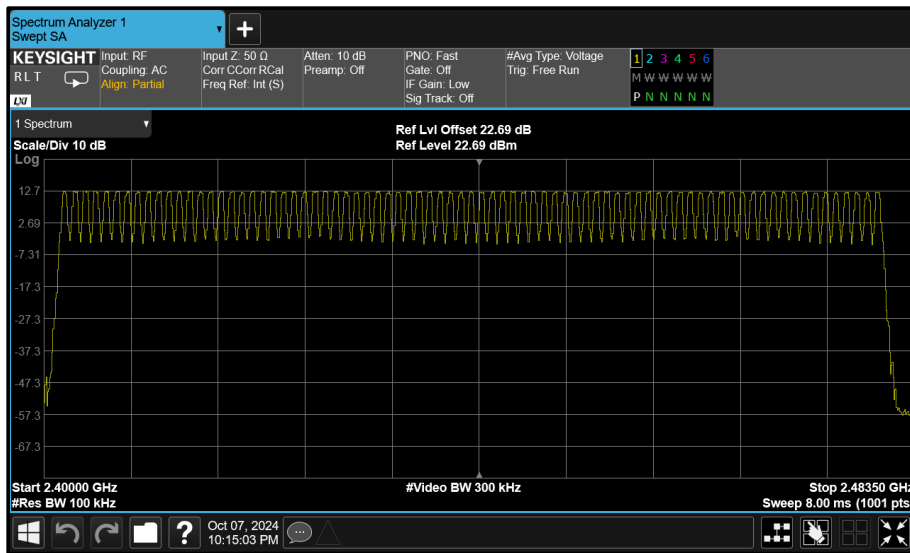 Spectrum Analyzer 1
Swept SA
KEYSIGHT
R L T
LXI
Input: RF
Coupling: AC
Align: Partial
Input Z: 50 Ω
Corr CCorr RCal
Freq Ref: Int (S)
Atten: 10 dB
Preamp: Off
PNO: Fast
Gate: Off
IF Gain: Low
Sig Track: Off
#Avg Type: Voltage
Trig: Free Run
1 2 3 4 5 6
M W W W W W
P N N N N N
1 Spectrum
Scale/Div 10 dB
Ref Lvl Offset 22.69 dB
Ref Level 22.69 dBm
Log
12.7
2.69
-7.31
-17.3
-27.3
-37.3
-47.3
-57.3
-67.3
Start 2.40000 GHz
#Res BW 100 kHz
#Video BW 300 kHz
Stop 2.48350 GHz
Sweep 8.00 ms (1001 pts
Oct 07, 2024
10:15:03 PM